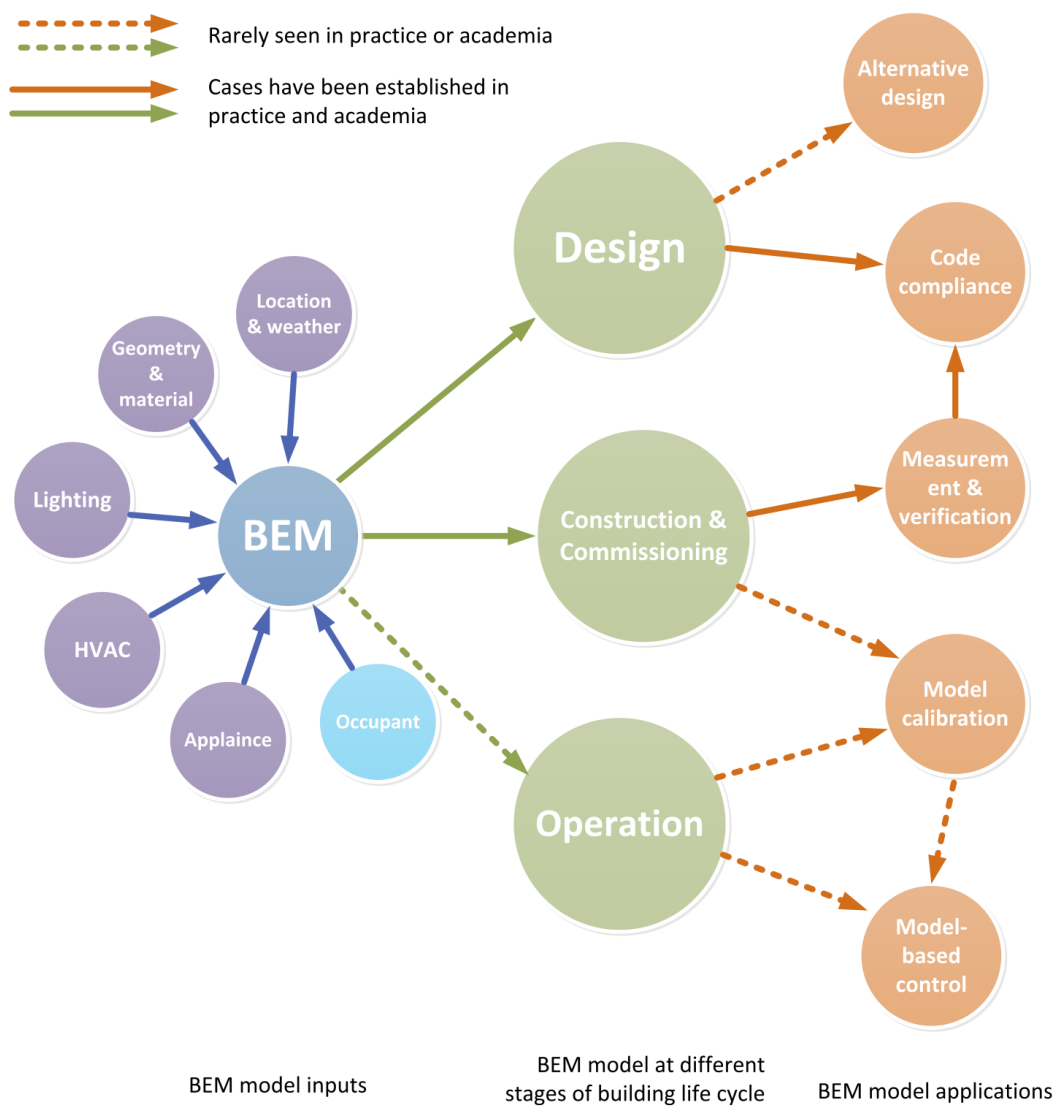 Rarely seen in practice or academia
Cases have been established in
practice and academia
Alternative
design
Design
Code
compliance
Location
& weather
Geometry
&
material
Measurem
ent &
verification
Lighting
BEM
Construction &
Commissioning
HVAC
Applaince
Occupant
Model
calibration
Operation
Model-
based
control
BEM model inputs
BEM model at different
stages of building life cycle
BEM model applications